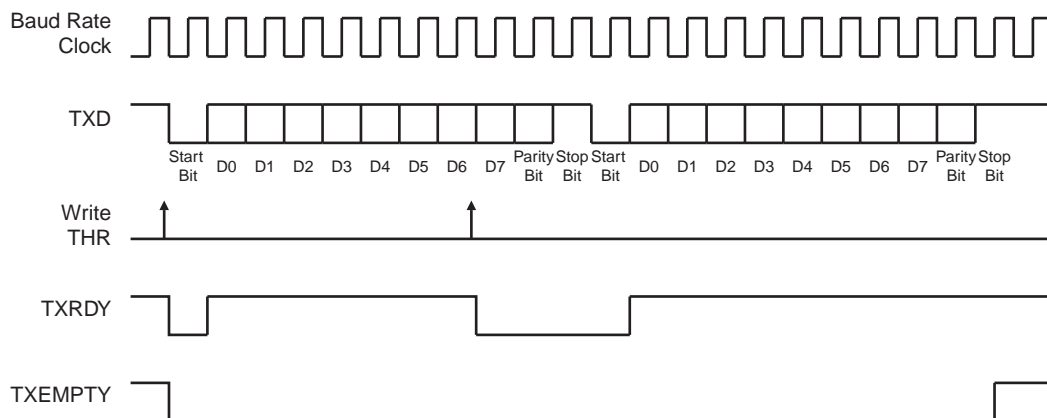 Baud Rate
Clock
TXD
Start
Bit
D0
D1
D2
D3
D4
D5
D6
D7
Parity
Bit
Stop
Bit
Start
Bit
D0
D1
D2
D3
D4
D5
D6
D7
Parity
Bit
Stop
Bit
Write
THR
TXRDY
TXEMPTY